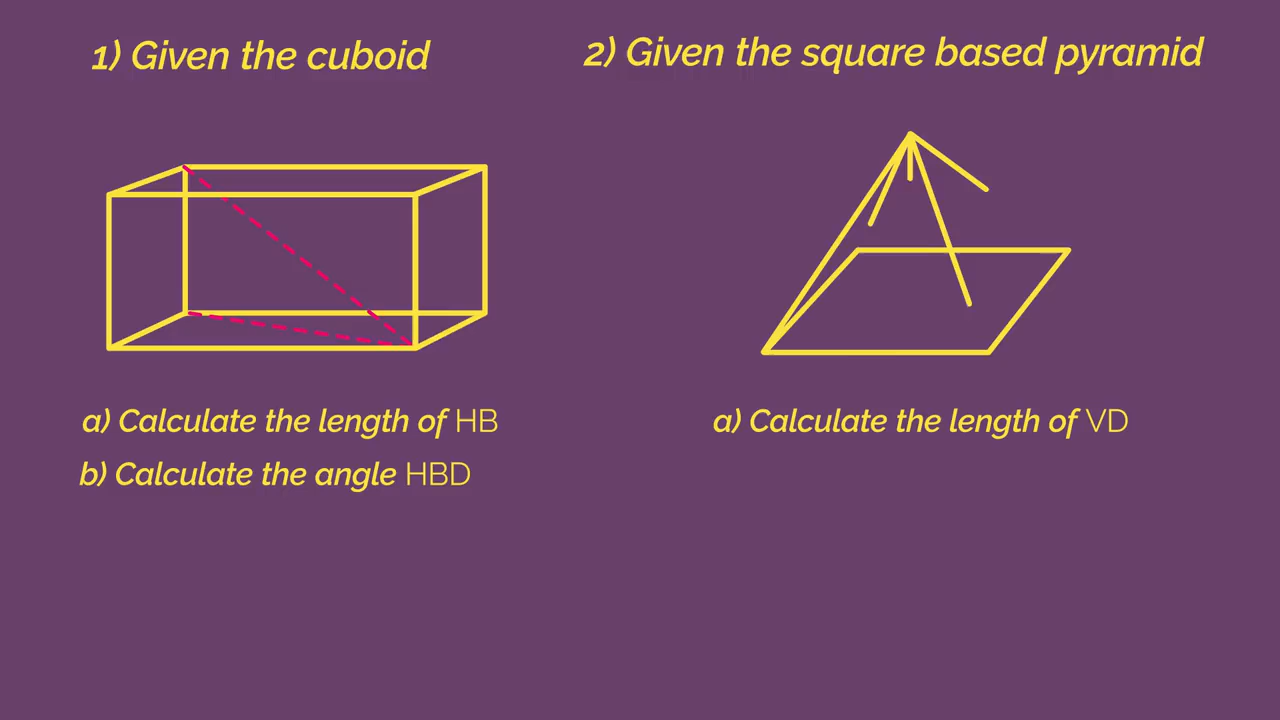 1) Given the cuboid
a) Calculate the length of HB
b) Calculate the angle HBD
2) Given the square based pyramid
a) Calculate the length of VD